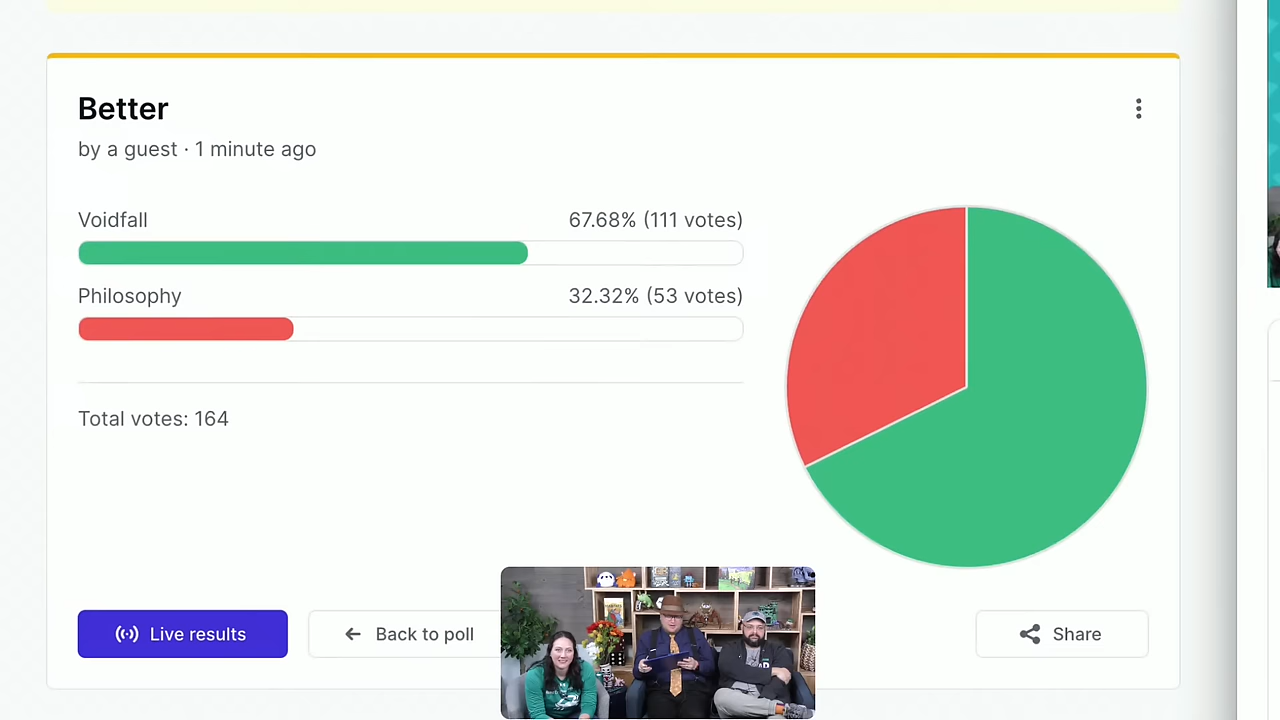 Better
by a guest · 1 minute ago
Voidfall
67.68% (111 votes)
Philosophy
32.32% (53 votes)
Total votes: 164
Live results
Back to poll
Share